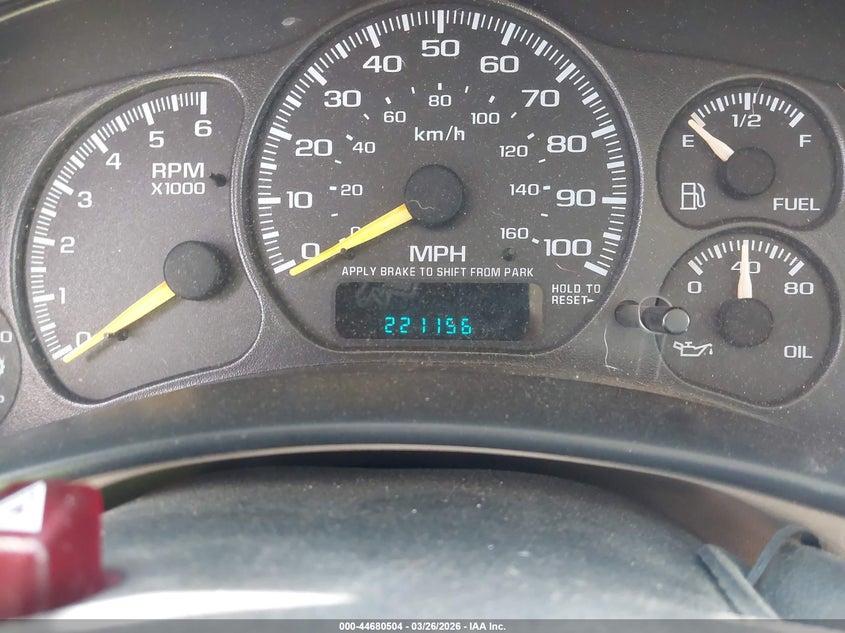 1 2 3 4 5 6
RPM
X1000
0
0 10 20 30 40 50 60 70 80 90 100
0 20 40 60 80 100 120 140 160
km/h
MPH
APPLY BRAKE TO SHIFT FROM PARK
HOLD TO
RESET
221156
E 1/2 F
FUEL
0 40 80
OIL
0
000-44680504 - 03/26/2026 - IAA Inc.